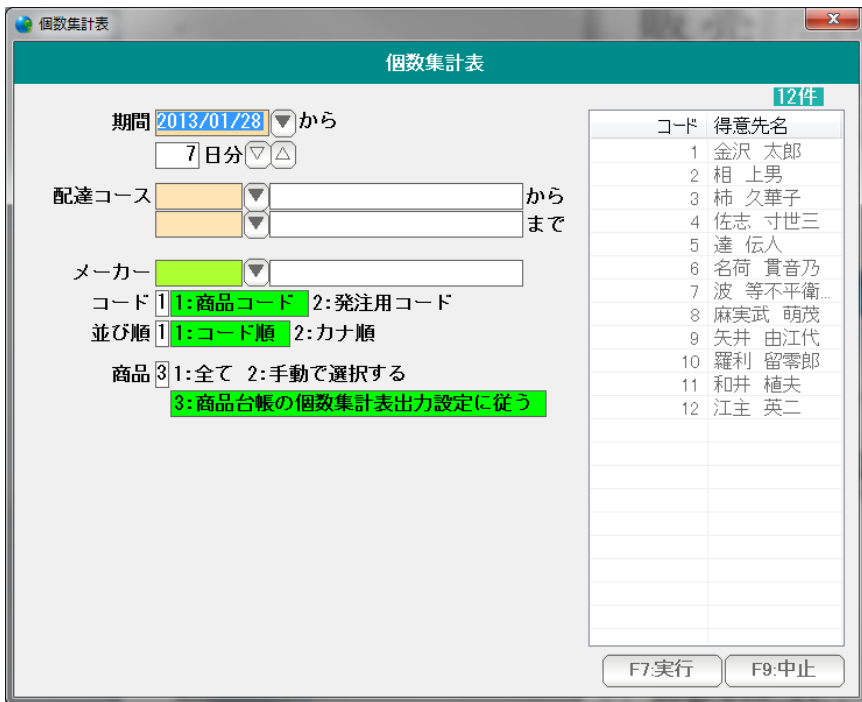 個数集計表
個数集計表
12件
期間 2013/01/28 から
7 日分
配達コース から
まで
メーカー
コード 1 1:商品コード 2:発注用コード
並び順 1 1:コード順 2:カナ順
商品 3 1:全て 2:手動で選択する
3:商品台帳の個数集計表出力設定に従う
コード 得意先名
1 金沢 太郎
2 相 上男
3 柿 久華子
4 佐志 寸世三
5 達 伝人
6 名荷 貫音乃
7 波 等不平衛...
8 麻実武 萌茂
9 矢井 由江代
10 羅利 留零郎
11 和井 植夫
12 江主 英二
F7:実行 F9:中止